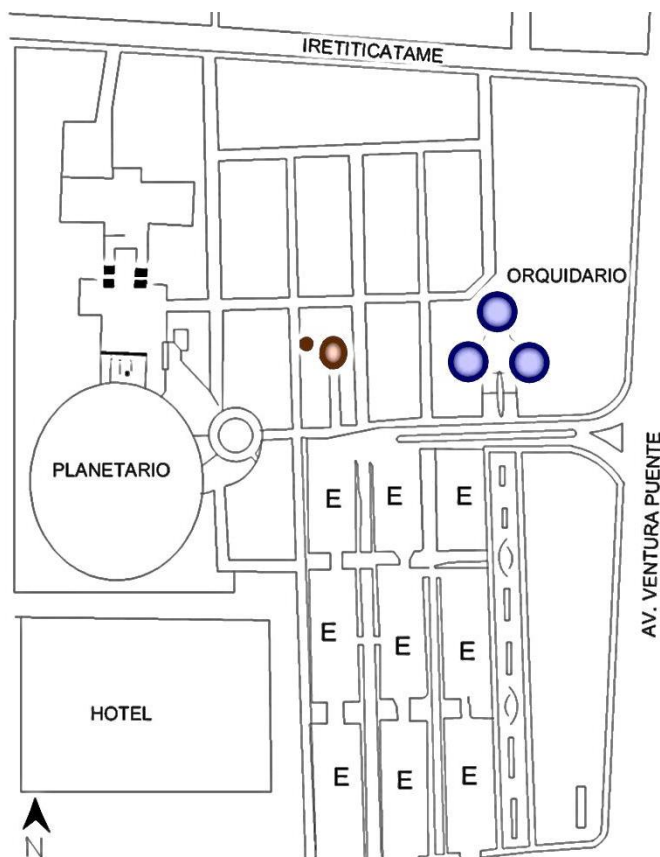 IRETITICATAME
ORQUIDARIO
PLANETARIO
E E E
AV. VENTURA PUENTE
E E E
HOTEL
E E E
N